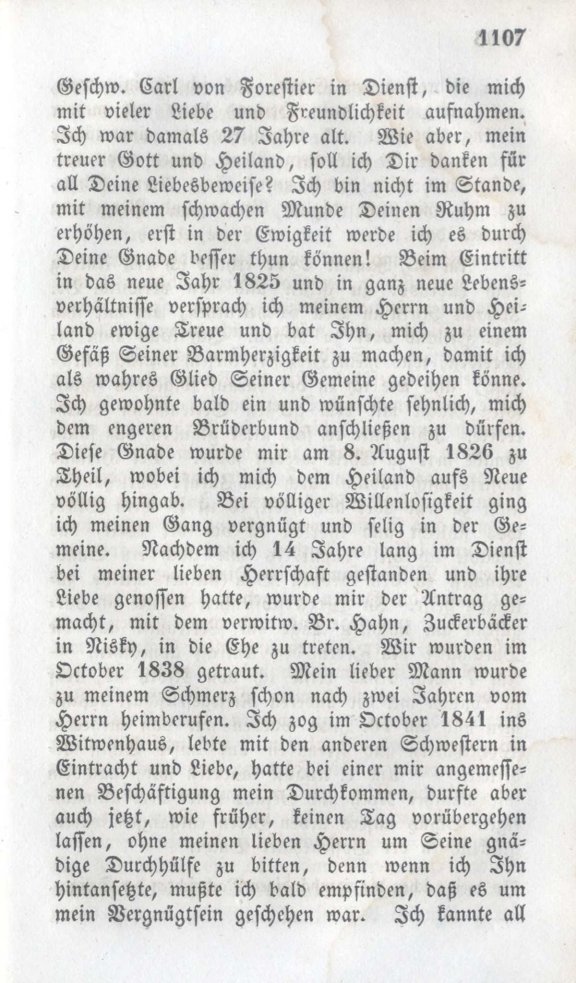 1107
Geschw. Carl von Forestier in Dienst, die mich
mit vieler Liebe und Freundlichkeit aufnahmen.
Ich war damals 27 Jahre alt. Wie aber, mein
treuer Gott und Heiland, soll ich Dir danken für
all Deine Liebesbeweise? Ich bin nicht im Stande,
mit meinem schwachen Munde Deinen Ruhm zu
erhöhen, erst in der Ewigkeit werde ich es durch
Deine Gnade besser thun können! Beim Eintritt
in das neue Jahr 1825 und in ganz neue Lebens-
verhältnisse versprach ich meinem Herrn und Hei-
land ewige Treue und bat Ihn, mich zu einem
Gefäß Seiner Barmherzigkeit zu machen, damit ich
als wahres Glied Seiner Gemeine gedeihen könne.
Ich gewohnte bald ein und wünschte sehnlich, mich
dem engeren Brüderbund anschließen zu dürfen.
Diese Gnade wurde mir am 8. August 1826 zu
Theil, wobei ich mich dem Heiland aufs Neue
völlig hingab. Bei völliger Willenlosigkeit ging
ich meinen Gang vergnügt und selig in der Ge-
meine. Nachdem ich 14 Jahre lang im Dienst
bei meiner lieben Herrschaft gestanden und ihre
Liebe genossen hatte, wurde mir der Antrag ge-
macht, mit dem verwitw. Br. Hahn, Zuckerbäcker
in Nisky, in die Ehe zu treten. Wir wurden im
October 1838 getraut. Mein lieber Mann wurde
zu meinem Schmerz schon nach zwei Jahren vom
Herrn heimberufen. Ich zog im October 1841 ins
Witwenhaus, lebte mit den anderen Schwestern in
Eintracht und Liebe, hatte bei einer mir angemesse-
nen Beschäftigung mein Durchkommen, durfte aber
auch jetzt, wie früher, keinen Tag vorübergehen
lassen, ohne meinen lieben Herrn um Seine gnä-
dige Durchhülfe zu bitten, denn wenn ich Ihn
hintansetzte, mußte ich bald empfinden, daß es um
mein Vergnügtsein geschehen war. Ich kannte all